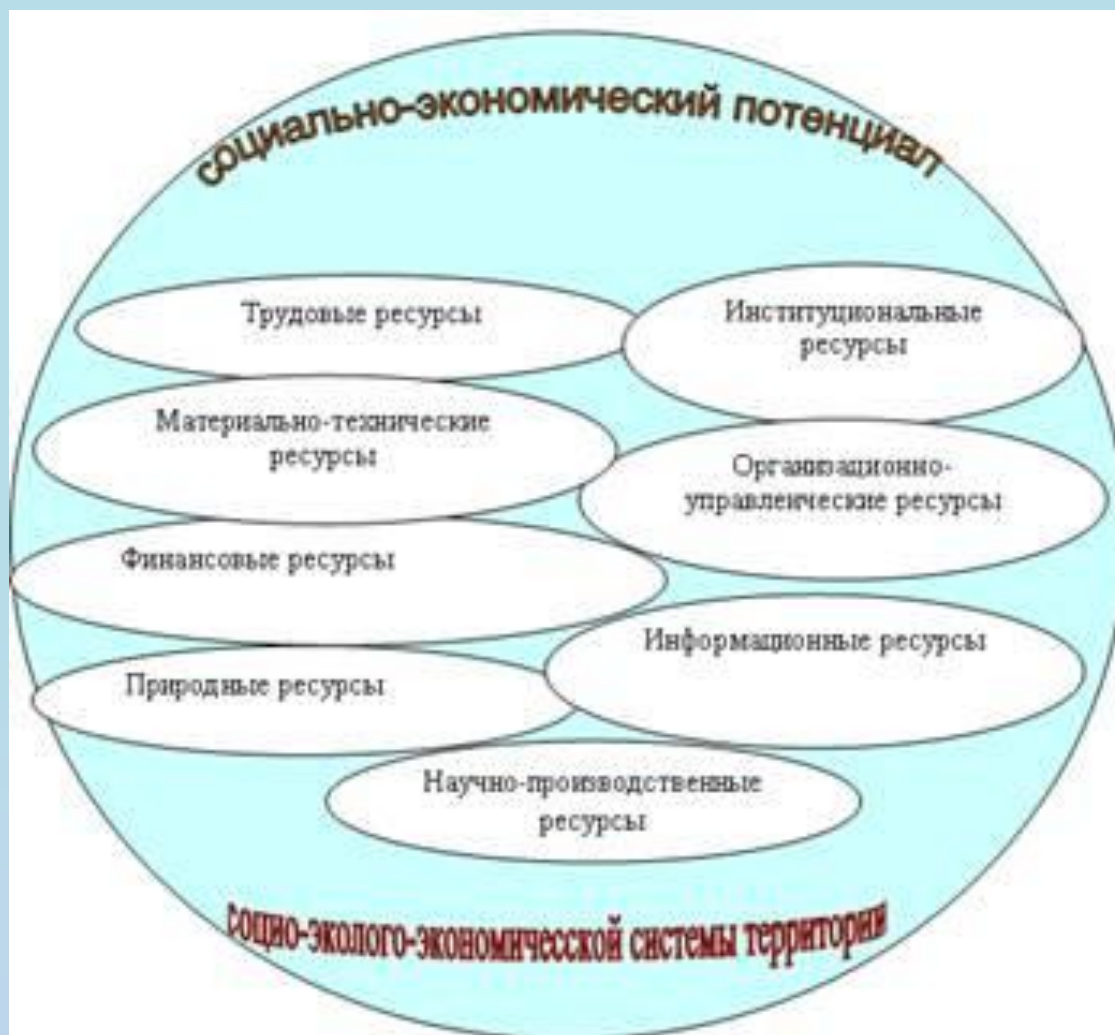 социально-экономический потенциал
Трудовые ресурсы
Институциональные
ресурсы
Материально-технические
ресурсы
Организационно-
управленческие ресурсы
Финансовые ресурсы
Информационные ресурсы
Природные ресурсы
Научно-производственные
ресурсы
социо-эколого-экономичесской системы территории